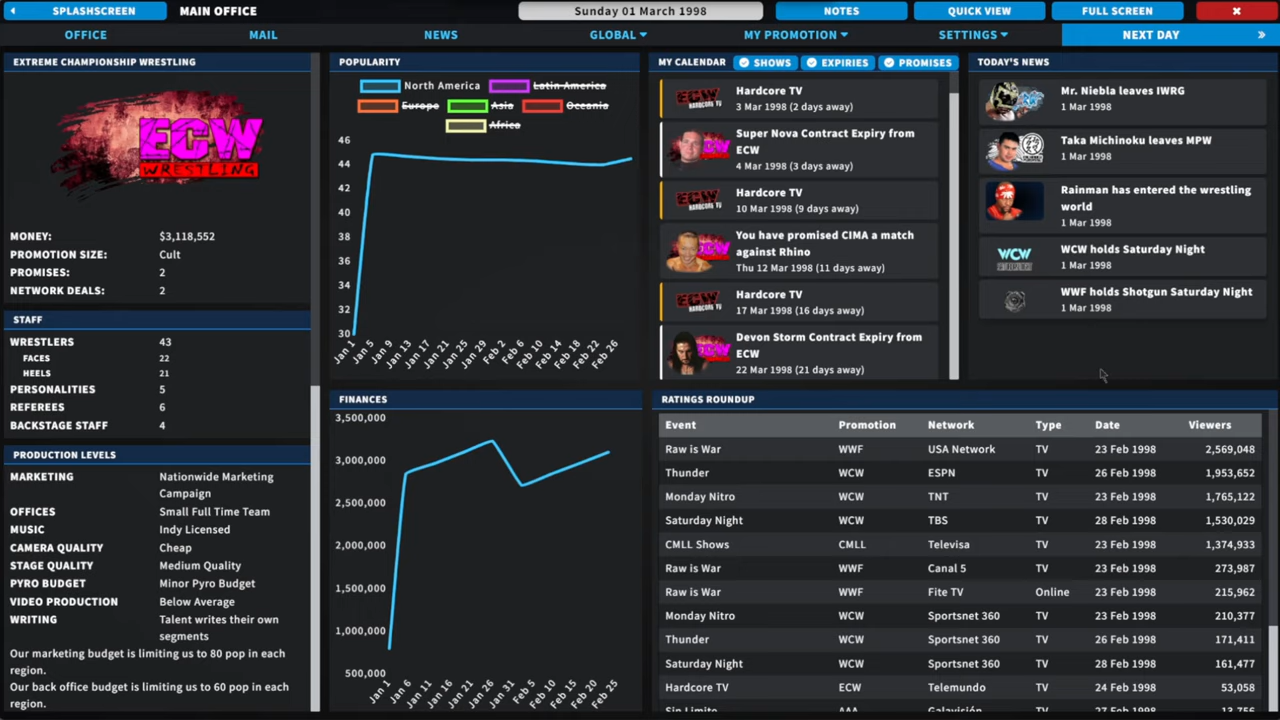 SPLASHSCREEN
MAIN OFFICE
Sunday 01 March 1998
NOTES
QUICK VIEW
FULL SCREEN
OFFICE
MAIL
NEWS
GLOBAL
MY PROMOTION
SETTINGS
NEXT DAY
EXTREME CHAMPIONSHIP WRESTLING
ECW
WRESTLING
MONEY: $3,118,552
PROMOTION SIZE: Cult
PROMISES: 2
NETWORK DEALS: 2
STAFF
WRESTLERS 43
FACES 22
HEELS 21
PERSONALITIES 5
REFEREES 6
BACKSTAGE STAFF 4
PRODUCTION LEVELS
MARKETING Nationwide Marketing
Campaign
OFFICES Small Full Time Team
MUSIC Indy Licensed
CAMERA QUALITY Cheap
STAGE QUALITY Medium Quality
PYRO BUDGET Minor Pyro Budget
VIDEO PRODUCTION Below Average
WRITING Talent writes their own
segments
Our marketing budget is limiting us to 80 pop in each
region.
Our back office budget is limiting us to 60 pop in each
region.
POPULARITY
North America Latin America
Europe Asia Oceania
Africa
46
44
42
40
38
36
34
32
30
Jan 1 Jan 5 Jan 9 Jan 13 Jan 17 Jan 21 Jan 25 Jan 29 Feb 2 Feb 6 Feb 10 Feb 14 Feb 18 Feb 22 Feb 26
FINANCES
3,500,000
3,000,000
2,500,000
2,000,000
1,500,000
1,000,000
500,000
Jan 1 Jan 6 Jan 11 Jan 16 Jan 21 Jan 26 Jan 31 Feb 5 Feb 10 Feb 15 Feb 20 Feb 25
MY CALENDAR SHOWS EXPIRIES PROMISES
Hardcore TV
3 Mar 1998 (2 days away)
Super Nova Contract Expiry from
ECW
4 Mar 1998 (3 days away)
Hardcore TV
10 Mar 1998 (9 days away)
You have promised CIMA a match
against Rhino
Thu 12 Mar 1998 (11 days away)
Hardcore TV
17 Mar 1998 (16 days away)
Devon Storm Contract Expiry from
ECW
22 Mar 1998 (21 days away)
TODAY'S NEWS
Mr. Niebla leaves IWRG
1 Mar 1998
Taka Michinoku leaves MPW
1 Mar 1998
Rainman has entered the wrestling
world
1 Mar 1998
WCW holds Saturday Night
1 Mar 1998
WWF holds Shotgun Saturday Night
1 Mar 1998
RATINGS ROUNDUP
Event Promotion Network Type Date Viewers
Raw is War WWF USA Network TV 23 Feb 1998 2,569,048
Thunder WCW ESPN TV 26 Feb 1998 1,953,652
Monday Nitro WCW TNT TV 23 Feb 1998 1,765,122
Saturday Night WCW TBS TV 28 Feb 1998 1,530,029
CMLL Shows CMLL Televisa TV 23 Feb 1998 1,374,933
Raw is War WWF Canal 5 TV 23 Feb 1998 273,987
Raw is War WWF Fite TV Online 23 Feb 1998 215,962
Monday Nitro WCW Sportsnet 360 TV 23 Feb 1998 210,377
Thunder WCW Sportsnet 360 TV 26 Feb 1998 171,411
Saturday Night WCW Sportsnet 360 TV 28 Feb 1998 161,477
Hardcore TV ECW Telemundo TV 24 Feb 1998 53,058
Sin Limite AAA Galavisión TV 27 Feb 1998 13,756